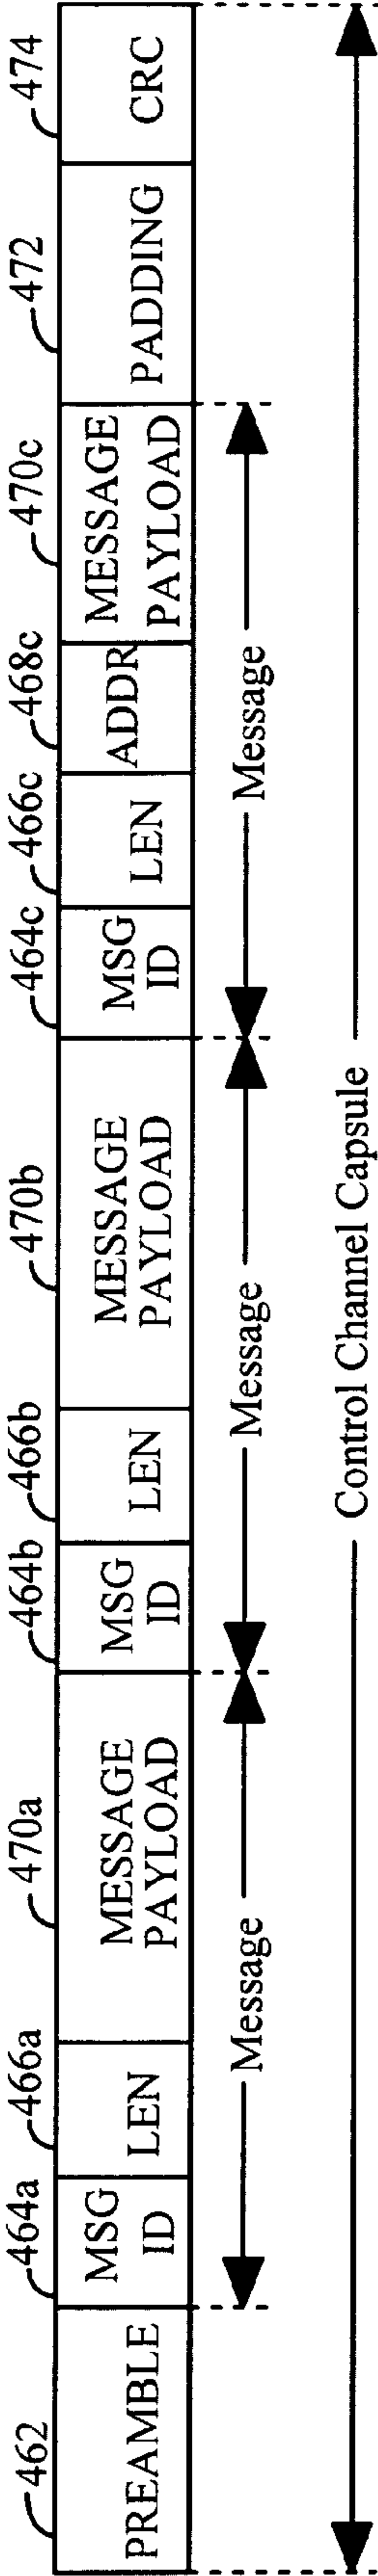 462 464a 466a 470a 464b 466b 470b 464c 466c 468c 470c 472 474
PREAMBLE
MSG
ID
LEN
MESSAGE
PAYLOAD
MSG
ID
LEN
MESSAGE
PAYLOAD
MSG
ID
LEN
ADDR
MESSAGE
PAYLOAD
PADDING
CRC
Message Message Message
Control Channel Capsule